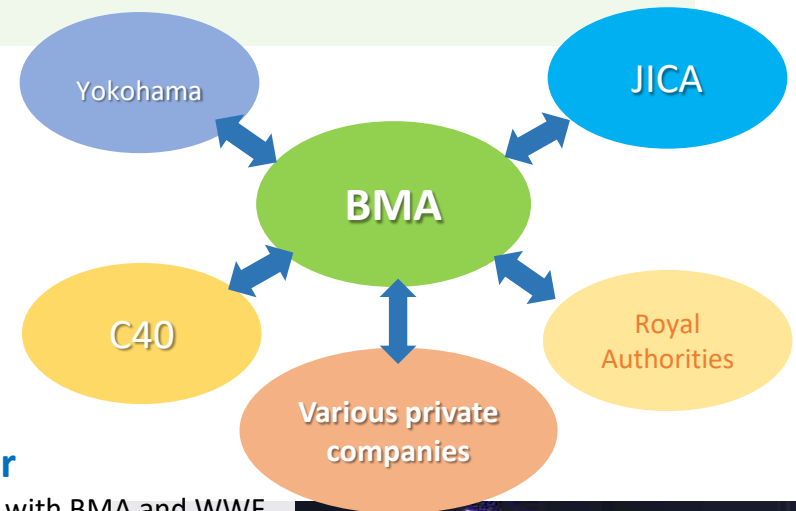 Yokohama
JICA
BMA
C40
Royal
Authorities
Various private
companies
r
with BMA and WWF